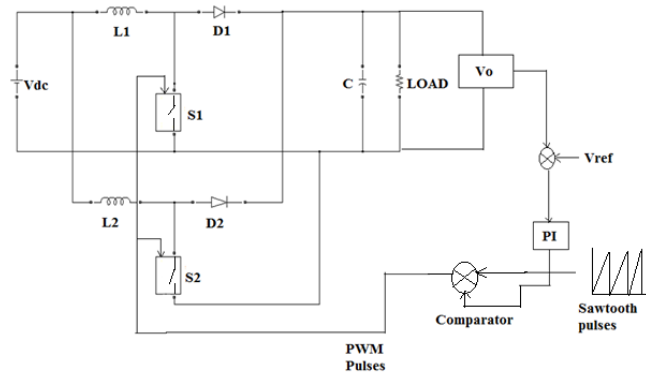 L1
D1
Vdc
S1
C
LOAD
Vo
Vref
L2
D2
PI
S2
Comparator
Sawtooth
pulses
PWM
Pulses